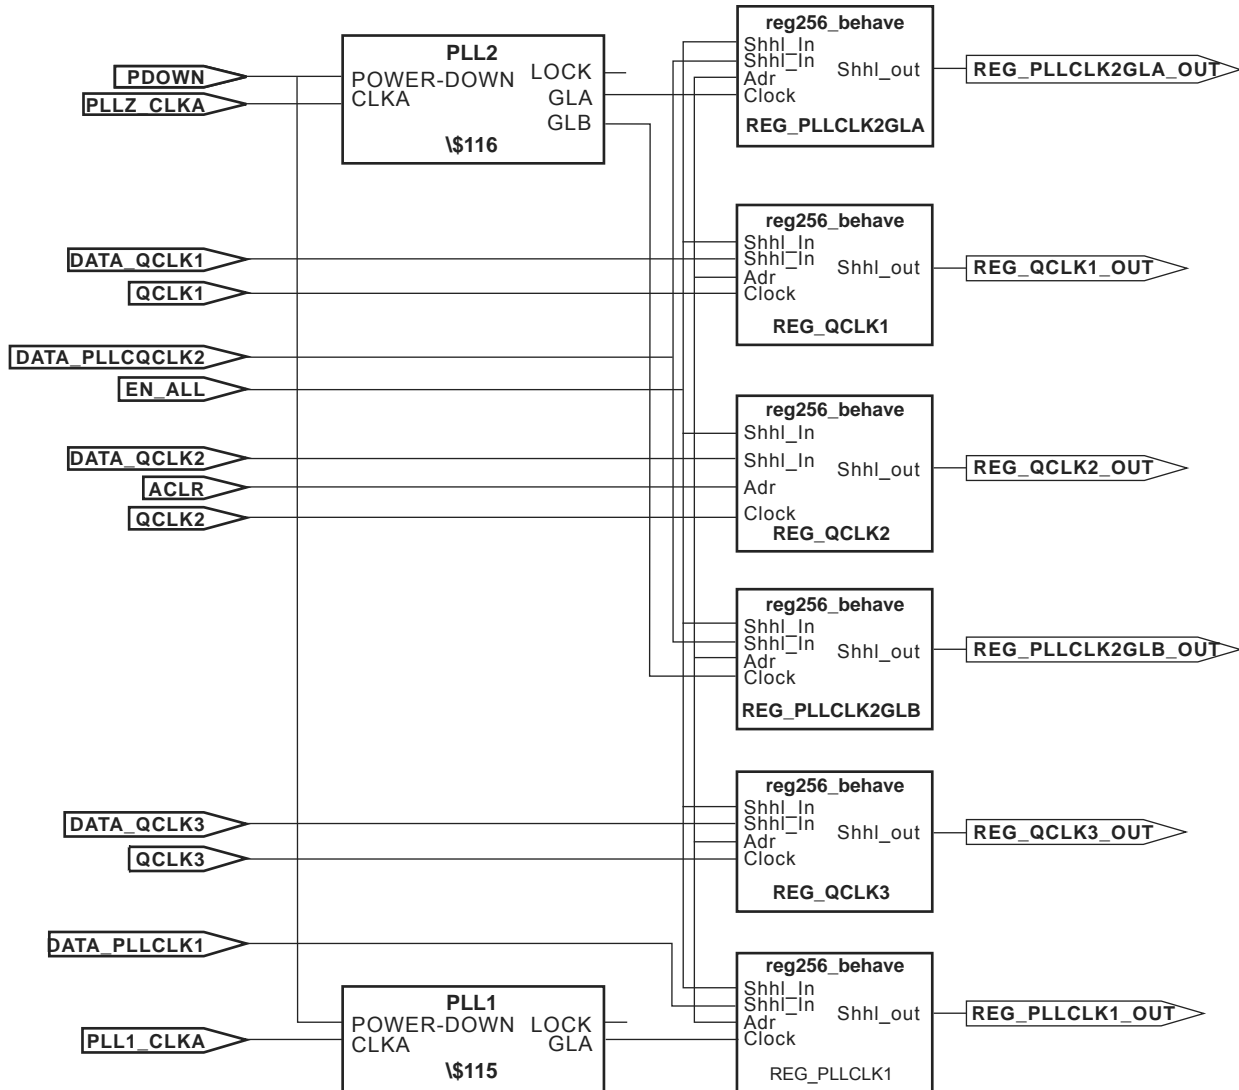 PDOWN
PLLZ_CLKA
PLL2
POWER-DOWN
CLKA
LOCK
GLA
GLB
\$116
reg256_behave
Shhl_In
Shhl_In
Adr
Clock
Shhl_out
REG_PLLCLK2GLA
REG_PLLCLK2GLA_OUT
DATA_QCLK1
QCLK1
reg256_behave
Shhl_In
Shhl_In
Adr
Clock
Shhl_out
REG_QCLK1
REG_QCLK1_OUT
DATA_PLLCQCLK2
EN_ALL
DATA_QCLK2
ACLR
QCLK2
reg256_behave
Shhl_In
Shhl_In
Adr
Clock
Shhl_out
REG_QCLK2
REG_QCLK2_OUT
reg256_behave
Shhl_In
Shhl_In
Adr
Clock
Shhl_out
REG_PLLCLK2GLB
REG_PLLCLK2GLB_OUT
DATA_QCLK3
QCLK3
reg256_behave
Shhl_In
Shhl_In
Adr
Clock
Shhl_out
REG_QCLK3
REG_QCLK3_OUT
DATA_PLLCLK1
PLL1_CLKA
PLL1
POWER-DOWN
CLKA
LOCK
GLA
\$115
reg256_behave
Shhl_In
Shhl_In
Adr
Clock
Shhl_out
REG_PLLCLK1
REG_PLLCLK1_OUT